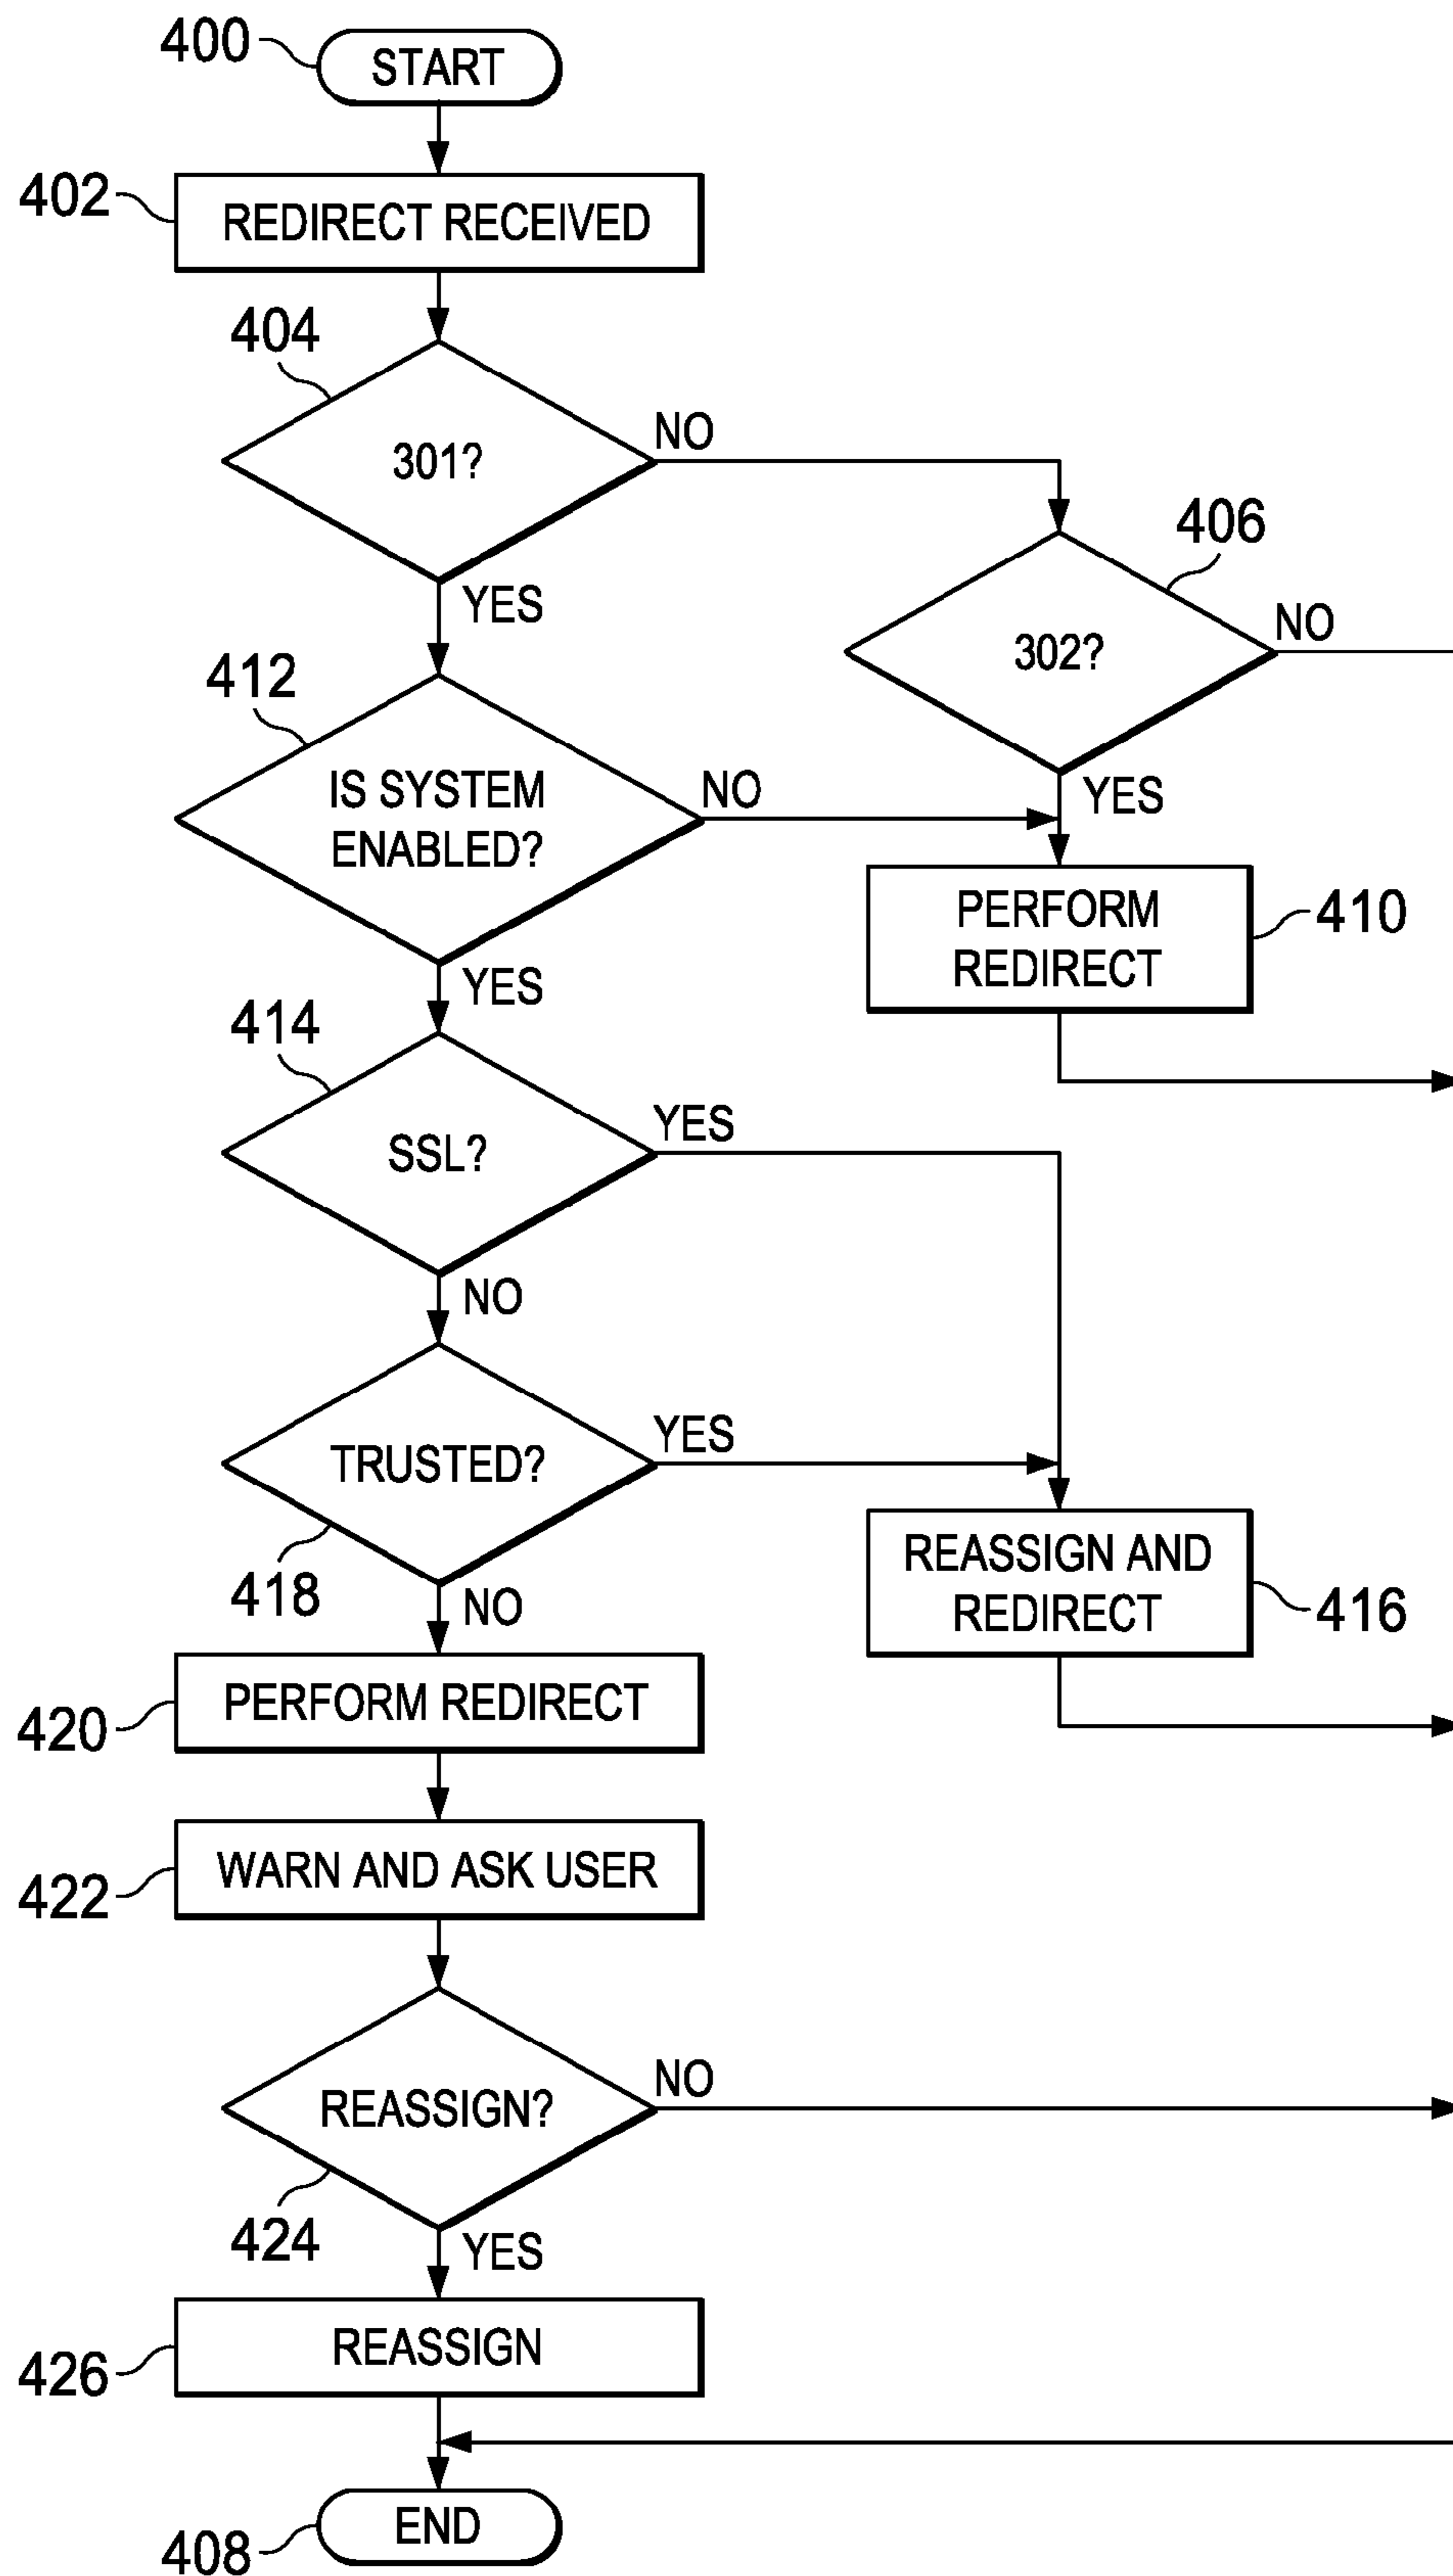 400
START
402
REDIRECT RECEIVED
404
301?
NO
YES
406
302?
NO
YES
412
IS SYSTEM
ENABLED?
NO
YES
PERFORM
REDIRECT
410
414
SSL?
YES
NO
TRUSTED?
YES
418
NO
REASSIGN AND
REDIRECT
416
PERFORM REDIRECT
420
WARN AND ASK USER
422
REASSIGN?
NO
424
YES
REASSIGN
426
END
408